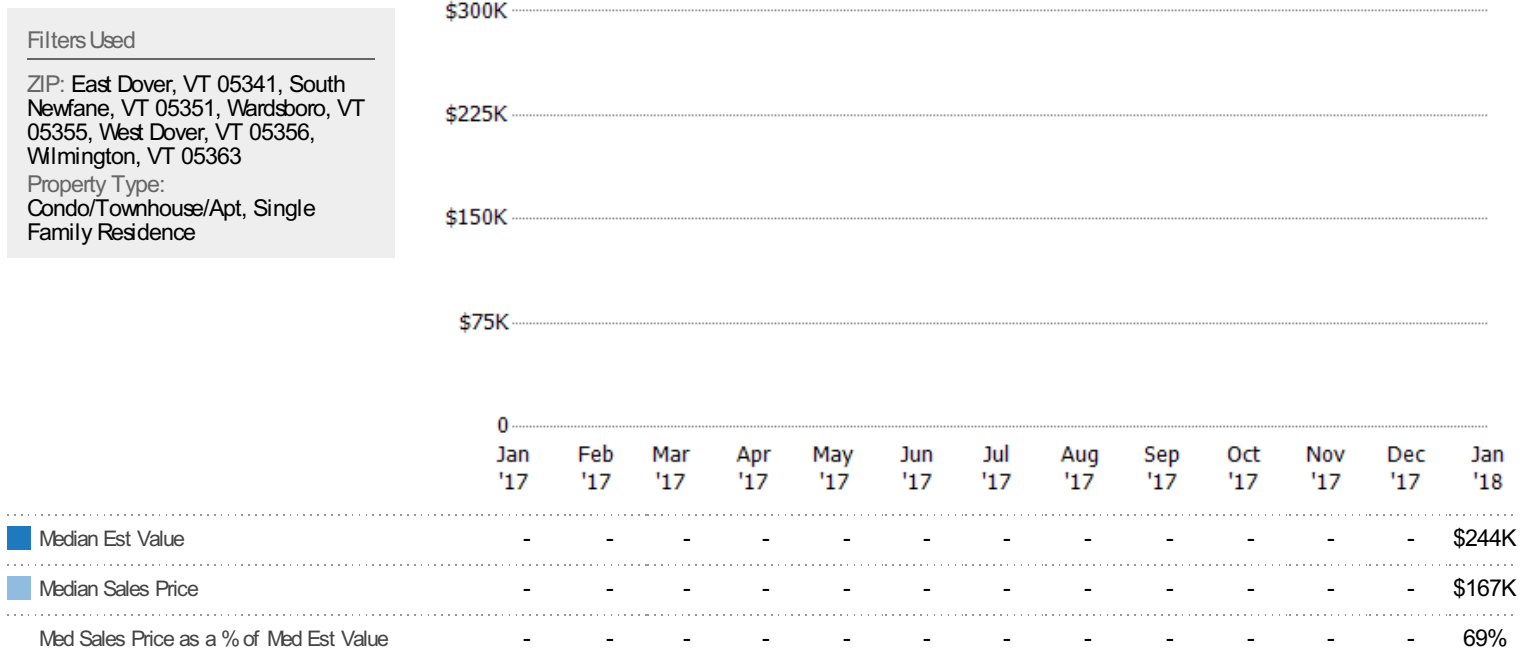 Filters Used
ZIP: East Dover, VT 05341, South
Newfane, VT 05351, Wardsboro, VT
05355, West Dover, VT 05356,
Wilmington, VT 05363
Property Type:
Condo/Townhouse/Apt, Single
Family Residence
$300K
$225K
$150K
$75K
0
Jan Feb Mar Apr May Jun Jul Aug Sep Oct Nov Dec Jan
'17 '17 '17 '17 '17 '17 '17 '17 '17 '17 '17 '17 '18
Median Est Value - - - - - - - - - - - - $244K
Median Sales Price - - - - - - - - - - - - $167K
Med Sales Price as a % of Med Est Value - - - - - - - - - - - - 69%